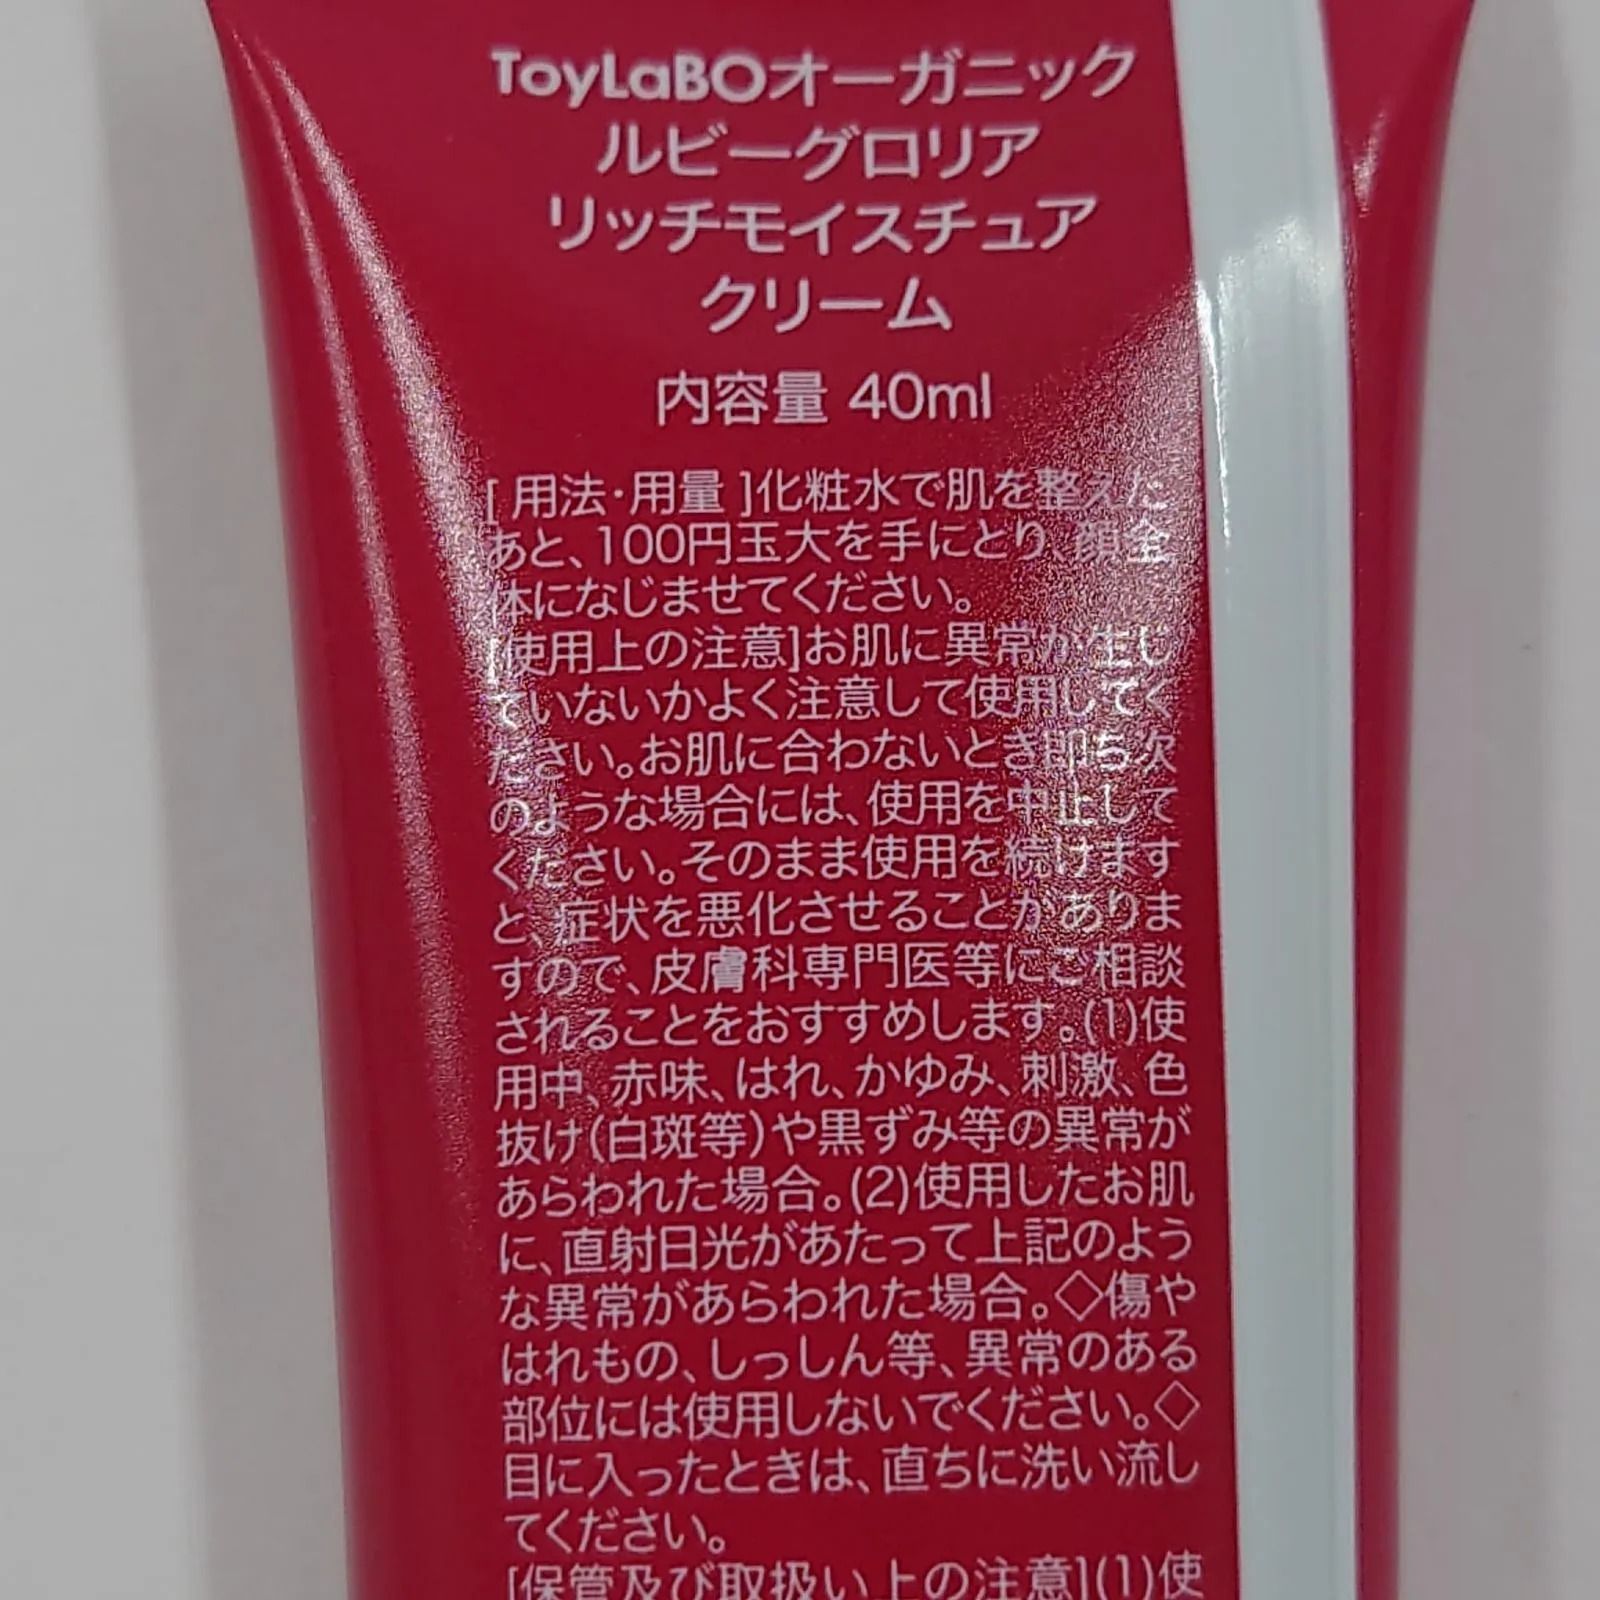 ToyLaBOオーガニック
ルビーグロリア
リッチモイスチュア
クリーム
内容量 40ml
[ 用法・用量 ]化粧水で肌を整えた
あと、100円玉大を手にとり、顔全
体になじませてください。
[使用上の注意]お肌に異常が生じ
ていないかよく注意して使用してく
ださい。お肌に合わないとき即ち次
のような場合には、使用を中止して
ください。そのまま使用を続けます
と、症状を悪化させることがありま
すので、皮膚科専門医等にご相談
されることをおすすめします。(1)使
用中、赤味、はれ、かゆみ、刺激、色
抜け(白斑等)や黒ずみ等の異常が
あらわれた場合。(2)使用したお肌
に、直射日光があたって上記のよう
な異常があらわれた場合。◇傷や
はれもの、しっしん等、異常のある
部位には使用しないでください。◇
目に入ったときは、直ちに洗い流し
てください。
[保管及び取扱い上の注意](1)使